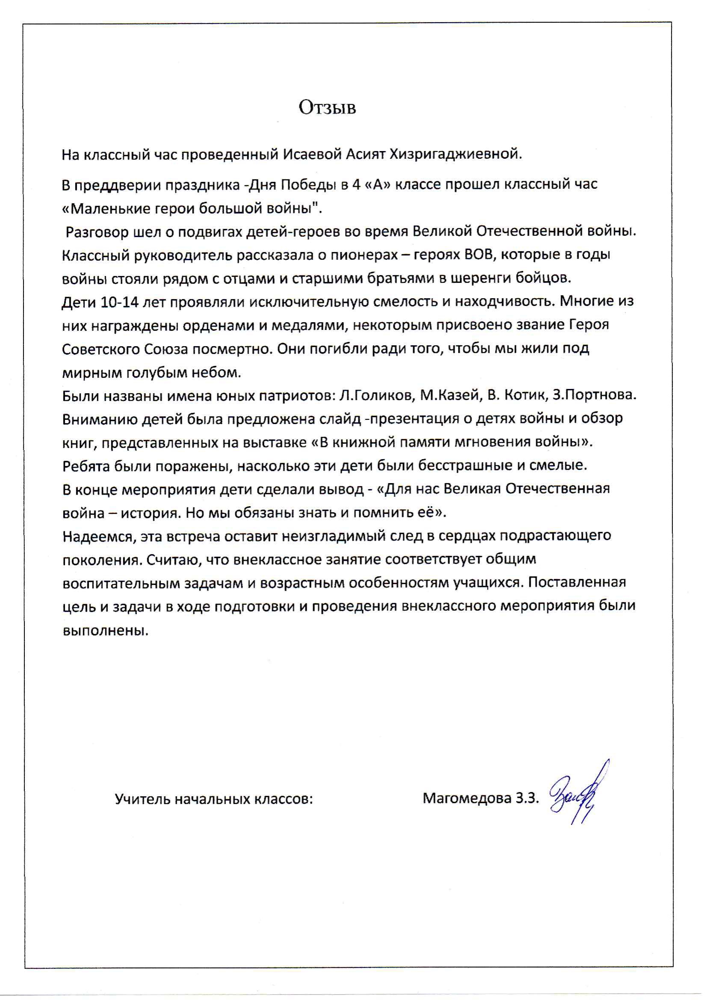 Отзыв
На классный час проведенный Исаевой Асият Хизригаджиевной.
В преддверии праздника -Дня Победы в 4 «А» классе прошел классный час
«Маленькие герои большой войны".
Разговор шел о подвигах детей-героев во время Великой Отечественной войны.
Классный руководитель рассказала о пионерах – героях ВОВ, которые в годы
войны стояли рядом с отцами и старшими братьями в шеренги бойцов.
Дети 10-14 лет проявляли исключительную смелость и находчивость. Многие из
них награждены орденами и медалями, некоторым присвоено звание Героя
Советского Союза посмертно. Они погибли ради того, чтобы мы жили под
мирным голубым небом.
Были названы имена юных патриотов: Л.Голиков, М.Казей, В. Котик, З.Портнова.
Вниманию детей была предложена слайд -презентация о детях войны и обзор
книг, представленных на выставке «В книжной памяти мгновения войны».
Ребята были поражены, насколько эти дети были бесстрашные и смелые.
В конце мероприятия дети сделали вывод - «Для нас Великая Отечественная
война – история. Но мы обязаны знать и помнить её».
Надеемся, эта встреча оставит неизгладимый след в сердцах подрастающего
поколения. Считаю, что внеклассное занятие соответствует общим
воспитательным задачам и возрастным особенностям учащихся. Поставленная
цель и задачи в ходе подготовки и проведения внеклассного мероприятия были
выполнены.
Учитель начальных классов: Магомедова З.З.